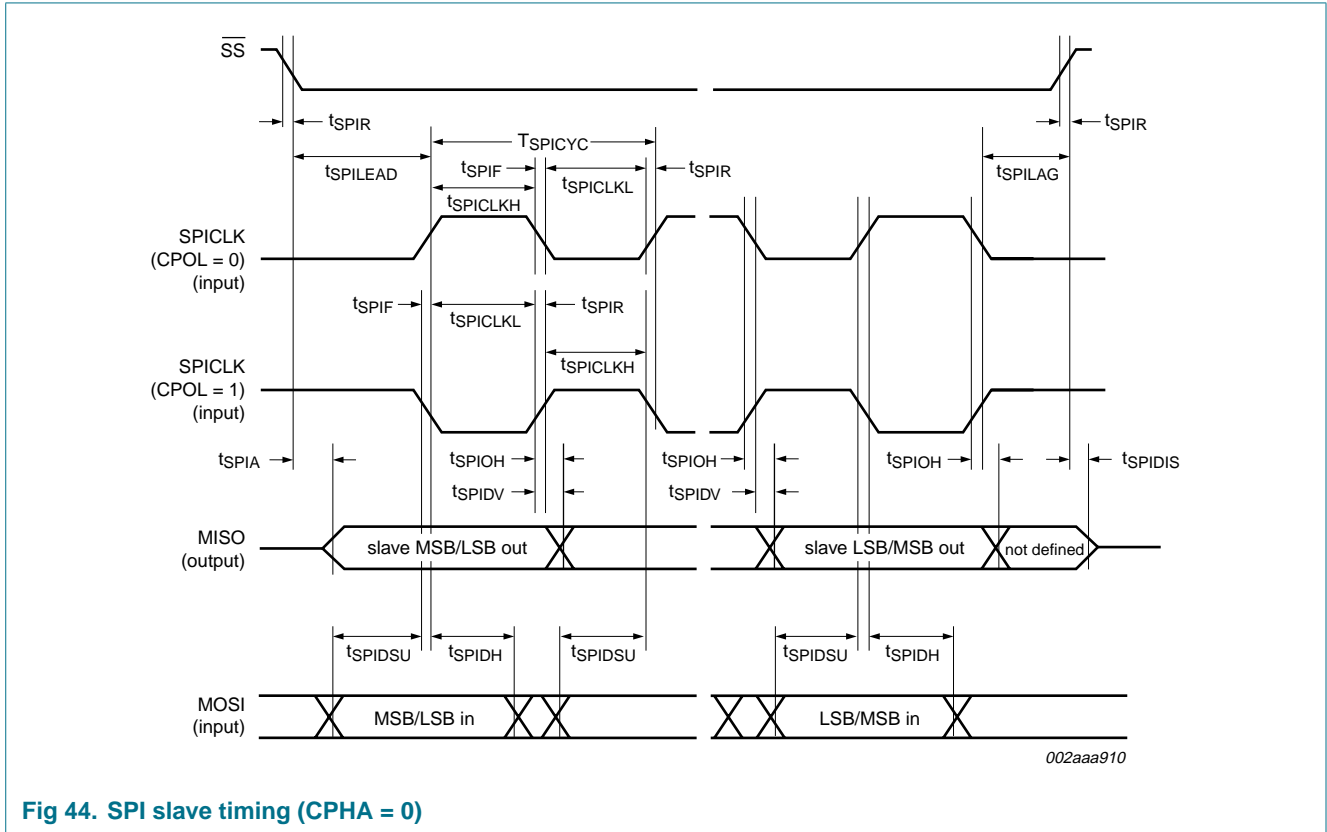 SS
tSPIR
tSPIR
TSPICYC
tSPILEAD
tSPIF
tSPICLKL
tSPIR
tSPILAG
tSPICLKH
SPICLK
(CPOL = 0)
(input)
tSPIF
tSPICLKL
tSPIR
tSPICLKH
SPICLK
(CPOL = 1)
(input)
tSPIA
tSPIOH
tSPIOH
tSPIOH
tSPIDIS
tSPIDV
tSPIDV
MISO
(output)
slave MSB/LSB out
slave LSB/MSB out
not defined
tSPIDSU
tSPIDH
tSPIDSU
tSPIDSU
tSPIDH
MOSI
(input)
MSB/LSB in
LSB/MSB in
002aaa910
Fig 44. SPI slave timing (CPHA = 0)